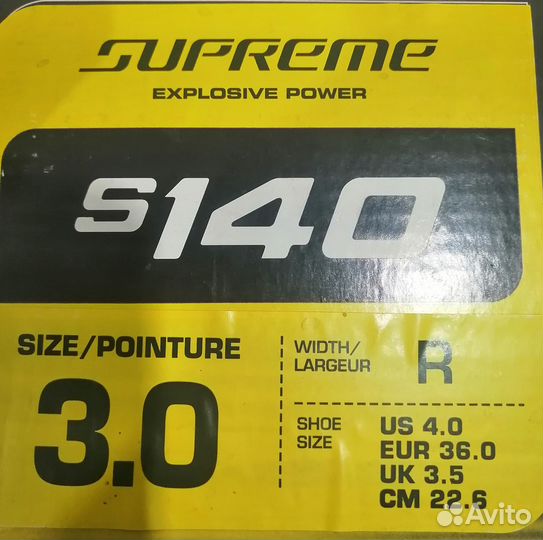 SUPREME
EXPLOSIVE POWER
S140
SIZE/POINTURE
3.0
WIDTH/
LARGEUR
R
SHOE
SIZE
US 4.0
EUR 36.0
UK 3.5
CM 22.6
Avito